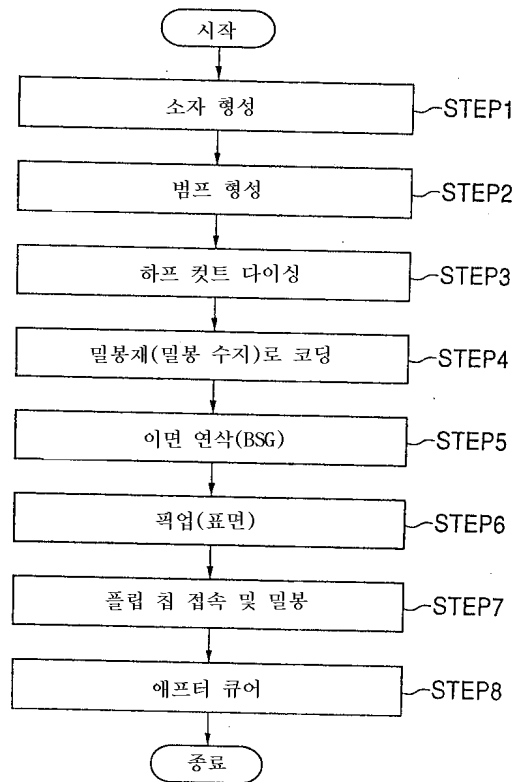 시작
소자 형성 STEP1
범프 형성 STEP2
하프 컷트 다이싱 STEP3
밀봉재(밀봉 수지)로 코딩 STEP4
이면 연삭(BSG) STEP5
픽업(표면) STEP6
플립 칩 접속 및 밀봉 STEP7
애프터 큐어 STEP8
종료